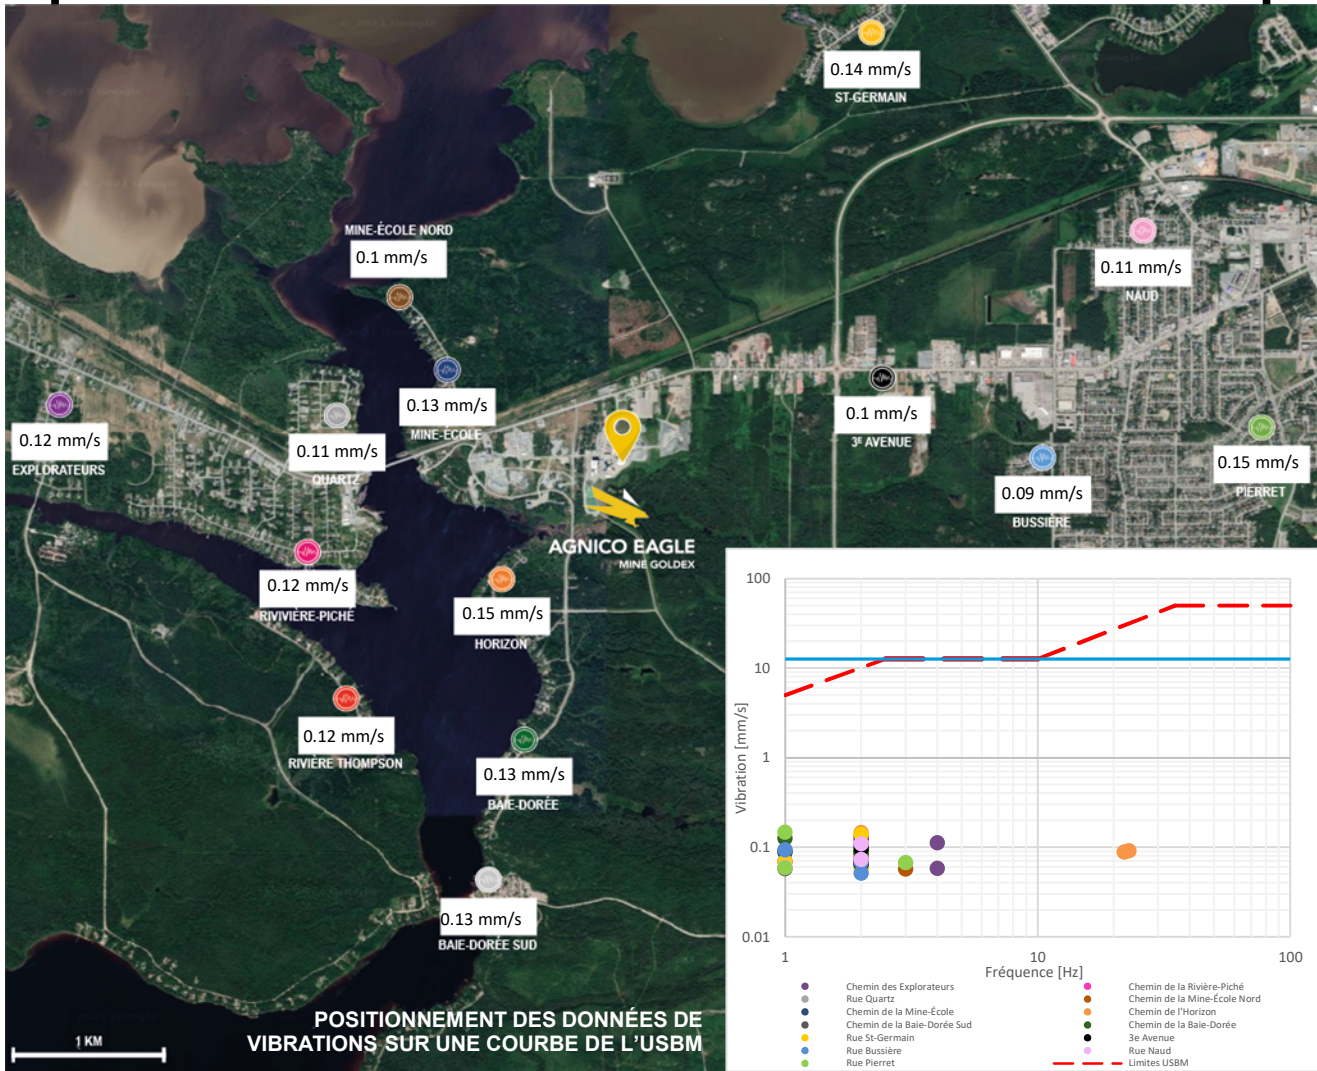 0.14 mm/s
ST-GERMAIN
MINE-ÉCOLE NORD
0.1 mm/s
0.11 mm/s
NAUD
0.13 mm/s
MINE-ÉCOLE
0.12 mm/s
EXPLORATEURS
0.11 mm/s
QUARTZ
0.1 mm/s
3E AVENUE
0.15 mm/s
PIERRET
0.09 mm/s
BUSSIÈRE
AGNICO EAGLE
MINE GOLDEX
0.12 mm/s
RIVIVIÈRE-PICHÉ
0.15 mm/s
HORIZON
0.12 mm/s
RIVIÈRE THOMPSON
0.13 mm/s
BAIE-DORÉE
0.13 mm/s
BAIE-DORÉE SUD
POSITIONNEMENT DES DONNÉES DE
VIBRATIONS SUR UNE COURBE DE L'USBM
1 KM
Vibration [mm/s]
100
10
1
0.1
0.01
1
10
100
Fréquence [Hz]
Chemin des Explorateurs
Chemin de la Rivière-Piché
Rue Quartz
Chemin de la Mine-École Nord
Chemin de la Mine-École
Chemin de l'Horizon
Chemin de la Baie-Dorée Sud
Chemin de la Baie-Dorée
Rue St-Germain
3e Avenue
Rue Bussière
Rue Naud
Rue Pierret
Limites USBM